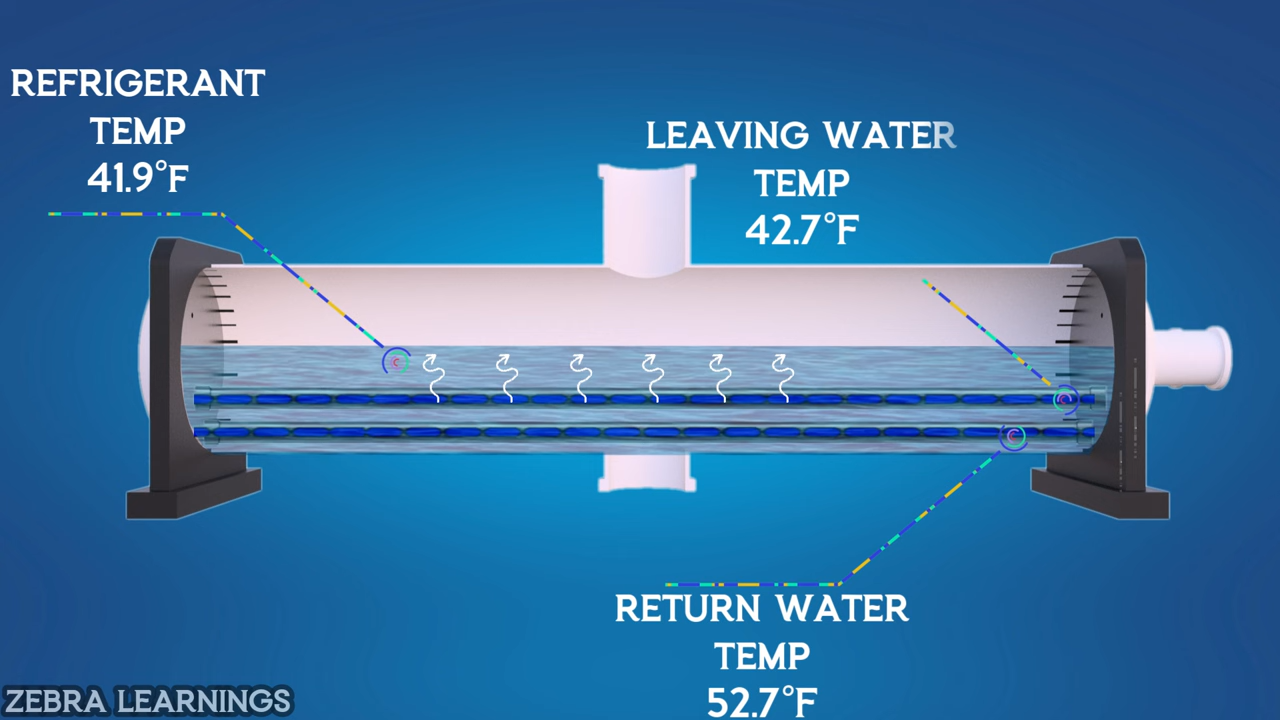 REFRIGERANT
TEMP
41.9°F
LEAVING WATER
TEMP
42.7°F
RETURN WATER
TEMP
52.7°F
ZEBRA LEARNINGS